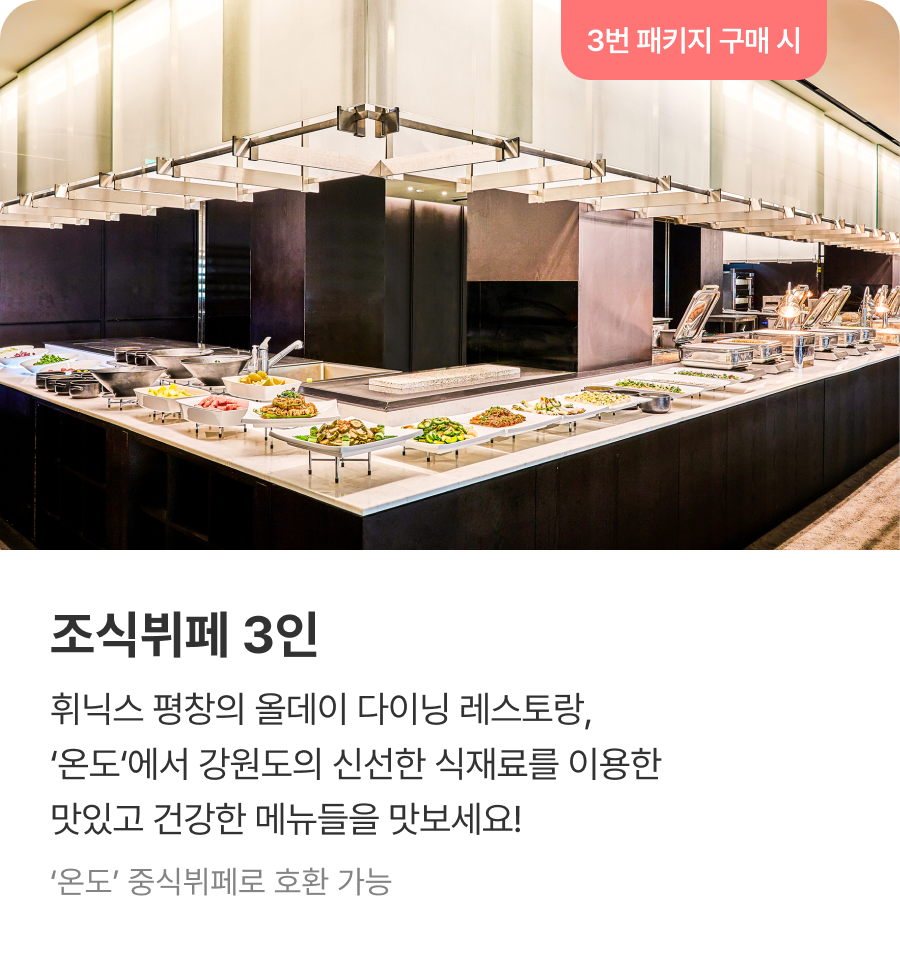 3번 패키지 구매 시
조식뷔페 3인
휘닉스 평창의 올데이 다이닝 레스토랑,
‘온도‘에서 강원도의 신선한 식재료를 이용한
맛있고 건강한 메뉴들을 맛보세요!
‘온도’ 중식뷔페로 호환 가능